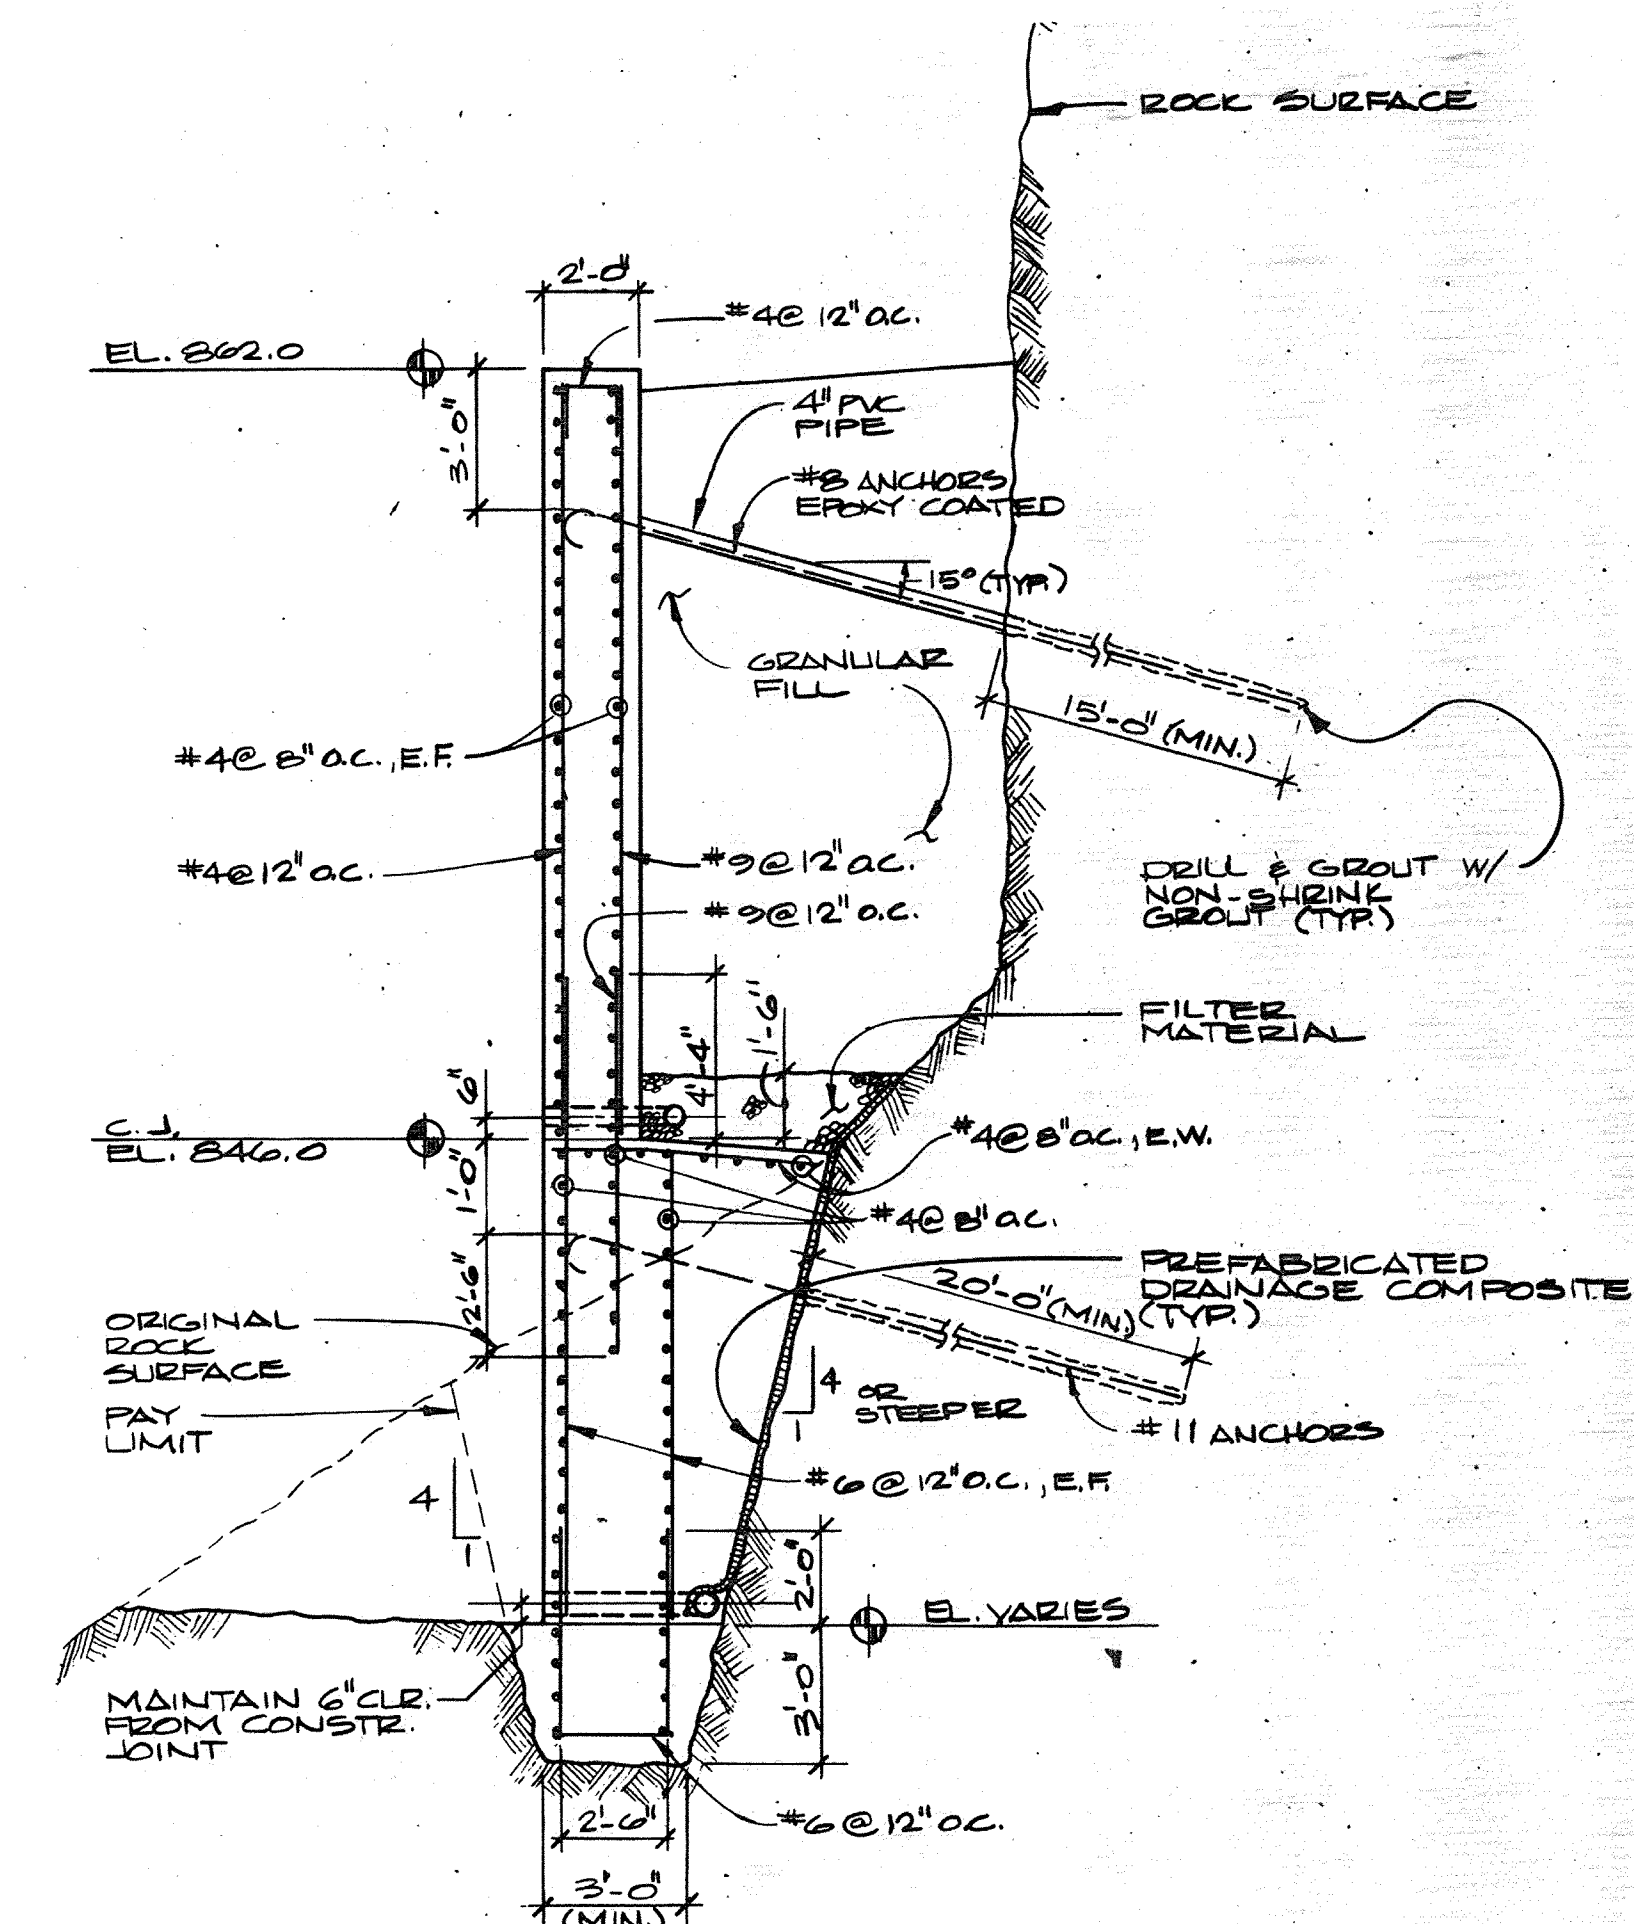 ROCK SURFACE
2'-0"
#4@ 12" O.C.
EL. 862.0
3'-0"
4" PVC
PIPE
#8 ANCHORS
EPOXY COATED
15° (TYP.)
GRANULAR
FILL
15'-0" (MIN.)
#4@ 8" O.C., E.F.
#4@12" O.C.
#9@12" O.C.
#9@12" O.C.
DRILL & GROUT W/
NON-SHRINK
GROUT (TYP.)
FILTER
MATERIAL
4'-4"
1'-6"
6"
C.J.
EL. 846.0
#4@ 8" O.C., E.W.
1'-0"
#4@ 8" O.C.
2'-6"
PREFABRICATED
DRAINAGE COMPOSITE
(TYP.)
20'-0" (MIN.)
ORIGINAL
ROCK
SURFACE
4
1
OR
STEEPER
PAY
LIMIT
#11 ANCHORS
#6 @ 12" O.C., E.F.
4
1
2'-0"
EL. VARIES
3'-0"
MAINTAIN 6" CLR.
FROM CONSTR.
JOINT
2'-6"
#6 @ 12" O.C.
3'-0"
(MIN.)